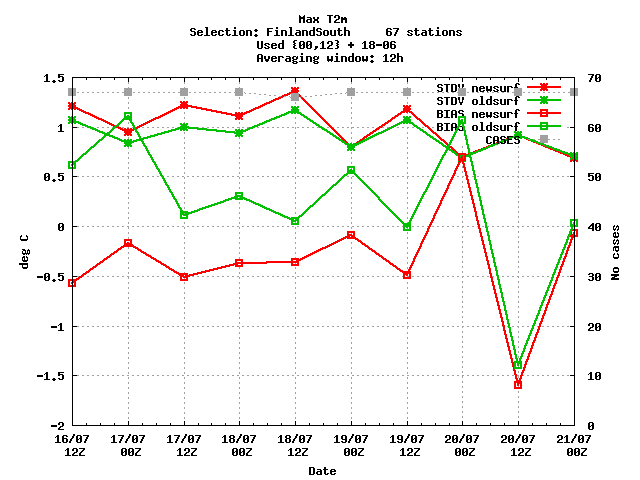 Max T2m
Selection: FinlandSouth     67 stations
Used {00,12} + 18-06
Averaging window: 12h
STDV newsurf
STDV oldsurf
BIAS newsurf
BIAS oldsurf
CASES
1.5
1
0.5
0
-0.5
-1
-1.5
-2
deg C
70
60
50
40
30
20
10
0
No cases
16/07 17/07 17/07 18/07 18/07 19/07 19/07 20/07 20/07 21/07
12Z 00Z 12Z 00Z 12Z 00Z 12Z 00Z 12Z 00Z
Date